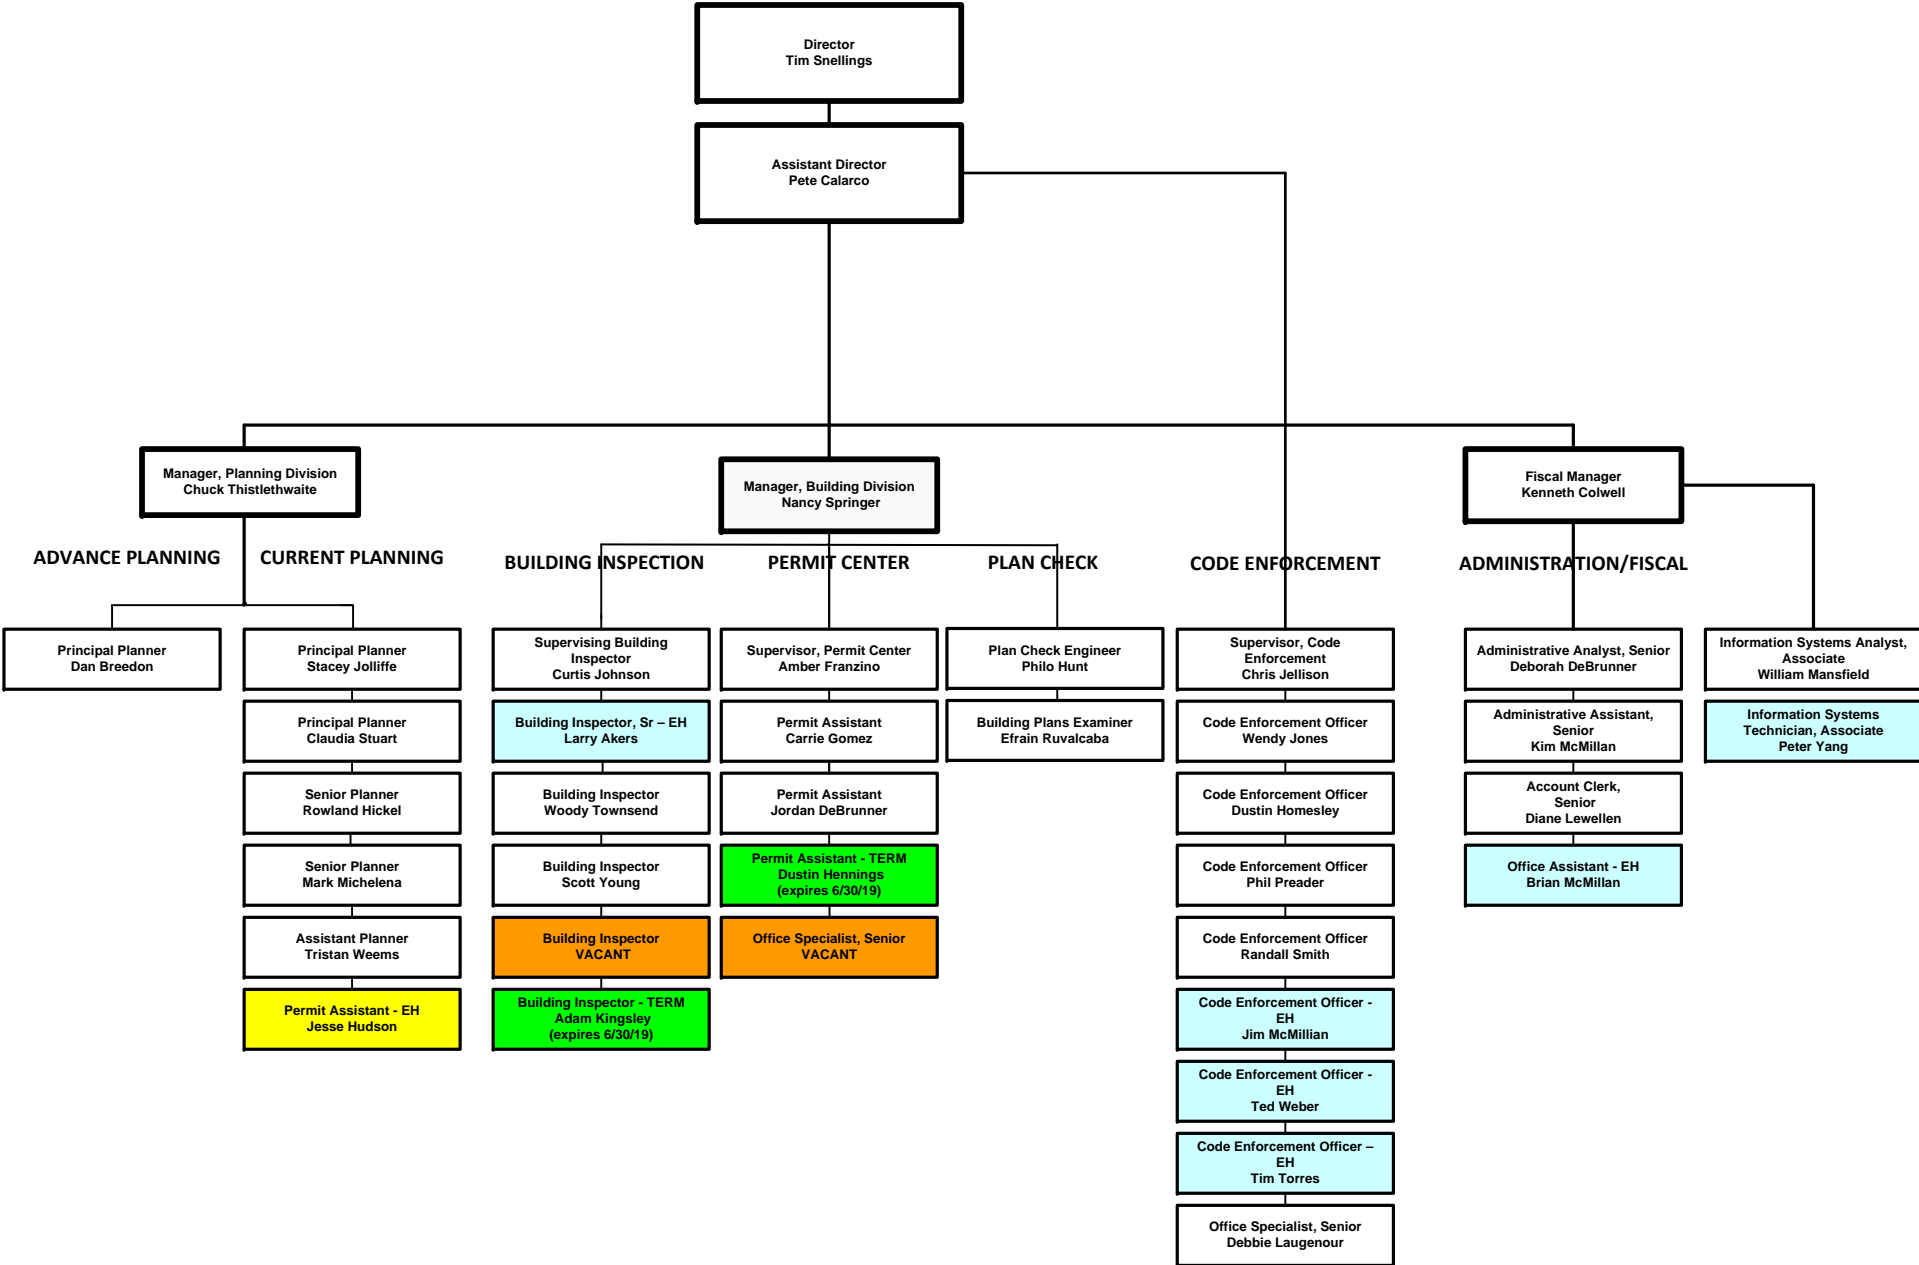 Director
Tim Snellings
Assistant Director
Pete Calarco
Manager, Planning Division
Chuck Thistlethwaite
Manager, Building Division
Nancy Springer
Fiscal Manager
Kenneth Colwell
ADVANCE PLANNING
CURRENT PLANNING
BUILDING INSPECTION
PERMIT CENTER
PLAN CHECK
CODE ENFORCEMENT
ADMINISTRATION/FISCAL
Principal Planner
Dan Breedon
Principal Planner
Stacey Jolliffe
Principal Planner
Claudia Stuart
Senior Planner
Rowland Hickel
Senior Planner
Mark Michelena
Assistant Planner
Tristan Weems
Permit Assistant - EH
Jesse Hudson
Supervising Building
Inspector
Curtis Johnson
Building Inspector, Sr – EH
Larry Akers
Building Inspector
Woody Townsend
Building Inspector
Scott Young
Building Inspector
VACANT
Building Inspector - TERM
Adam Kingsley
(expires 6/30/19)
Supervisor, Permit Center
Amber Franzino
Permit Assistant
Carrie Gomez
Permit Assistant
Jordan DeBrunner
Permit Assistant - TERM
Dustin Hennings
(expires 6/30/19)
Office Specialist, Senior
VACANT
Plan Check Engineer
Philo Hunt
Building Plans Examiner
Efrain Ruvalcaba
Supervisor, Code
Enforcement
Chris Jellison
Code Enforcement Officer
Wendy Jones
Code Enforcement Officer
Dustin Homesley
Code Enforcement Officer
Phil Preader
Code Enforcement Officer
Randall Smith
Code Enforcement Officer -
EH
Jim McMillian
Code Enforcement Officer -
EH
Ted Weber
Code Enforcement Officer –
EH
Tim Torres
Office Specialist, Senior
Debbie Laugenour
Administrative Analyst, Senior
Deborah DeBrunner
Administrative Assistant,
Senior
Kim McMillan
Account Clerk,
Senior
Diane Lewellen
Office Assistant - EH
Brian McMillan
Information Systems Analyst,
Associate
William Mansfield
Information Systems
Technician, Associate
Peter Yang